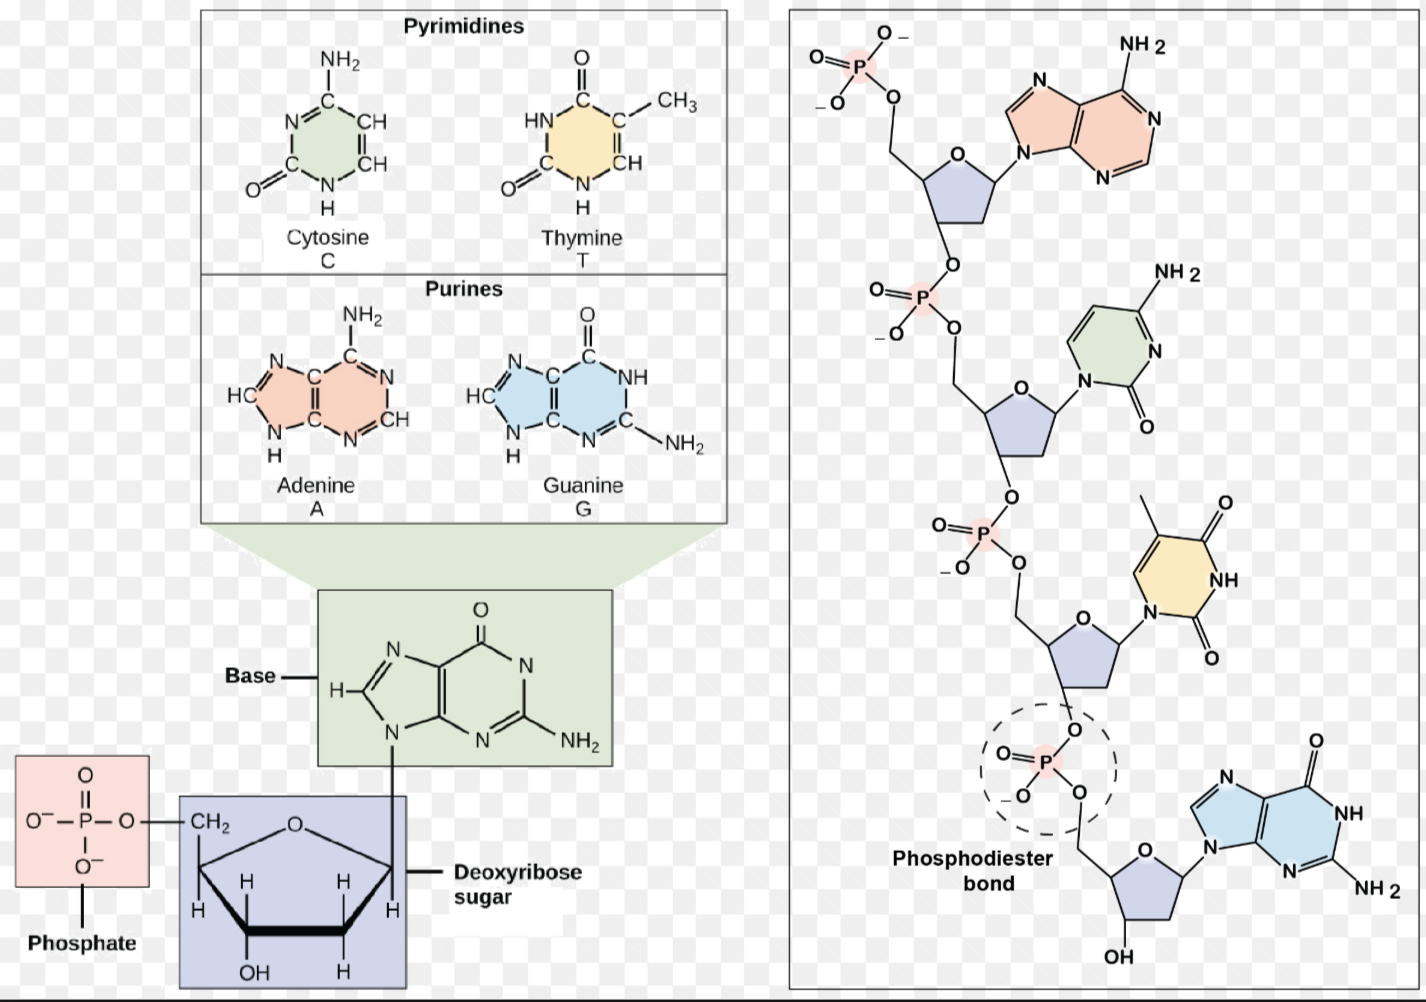 Pyrimidines
NH₂
C
N
CH
C
CH
O
N
H
Cytosine
C
O
C
CH₃
HN
C
C
CH
O
N
H
Thymine
T
Purines
NH₂
N
C
C
N
HC
C
CH
N
N
H
Adenine
A
O
N
C
C
NH
HC
C
C
N
N
NH₂
H
Guanine
G
Base
O
N
N
H
N
N
NH₂
O
O⁻ P O
O⁻
Phosphate
CH₂
O
H
H
H
H
OH
H
Deoxyribose
sugar
O –
O
P
– O
O
NH 2
N
N
N
N
O
O
O
P
– O
O
NH 2
N
N
O
O
O
O
P
– O
O
O
NH
N
O
O
O
O
P
– O
O
Phosphodiester
bond
O
N
NH
N
N
NH 2
O
OH